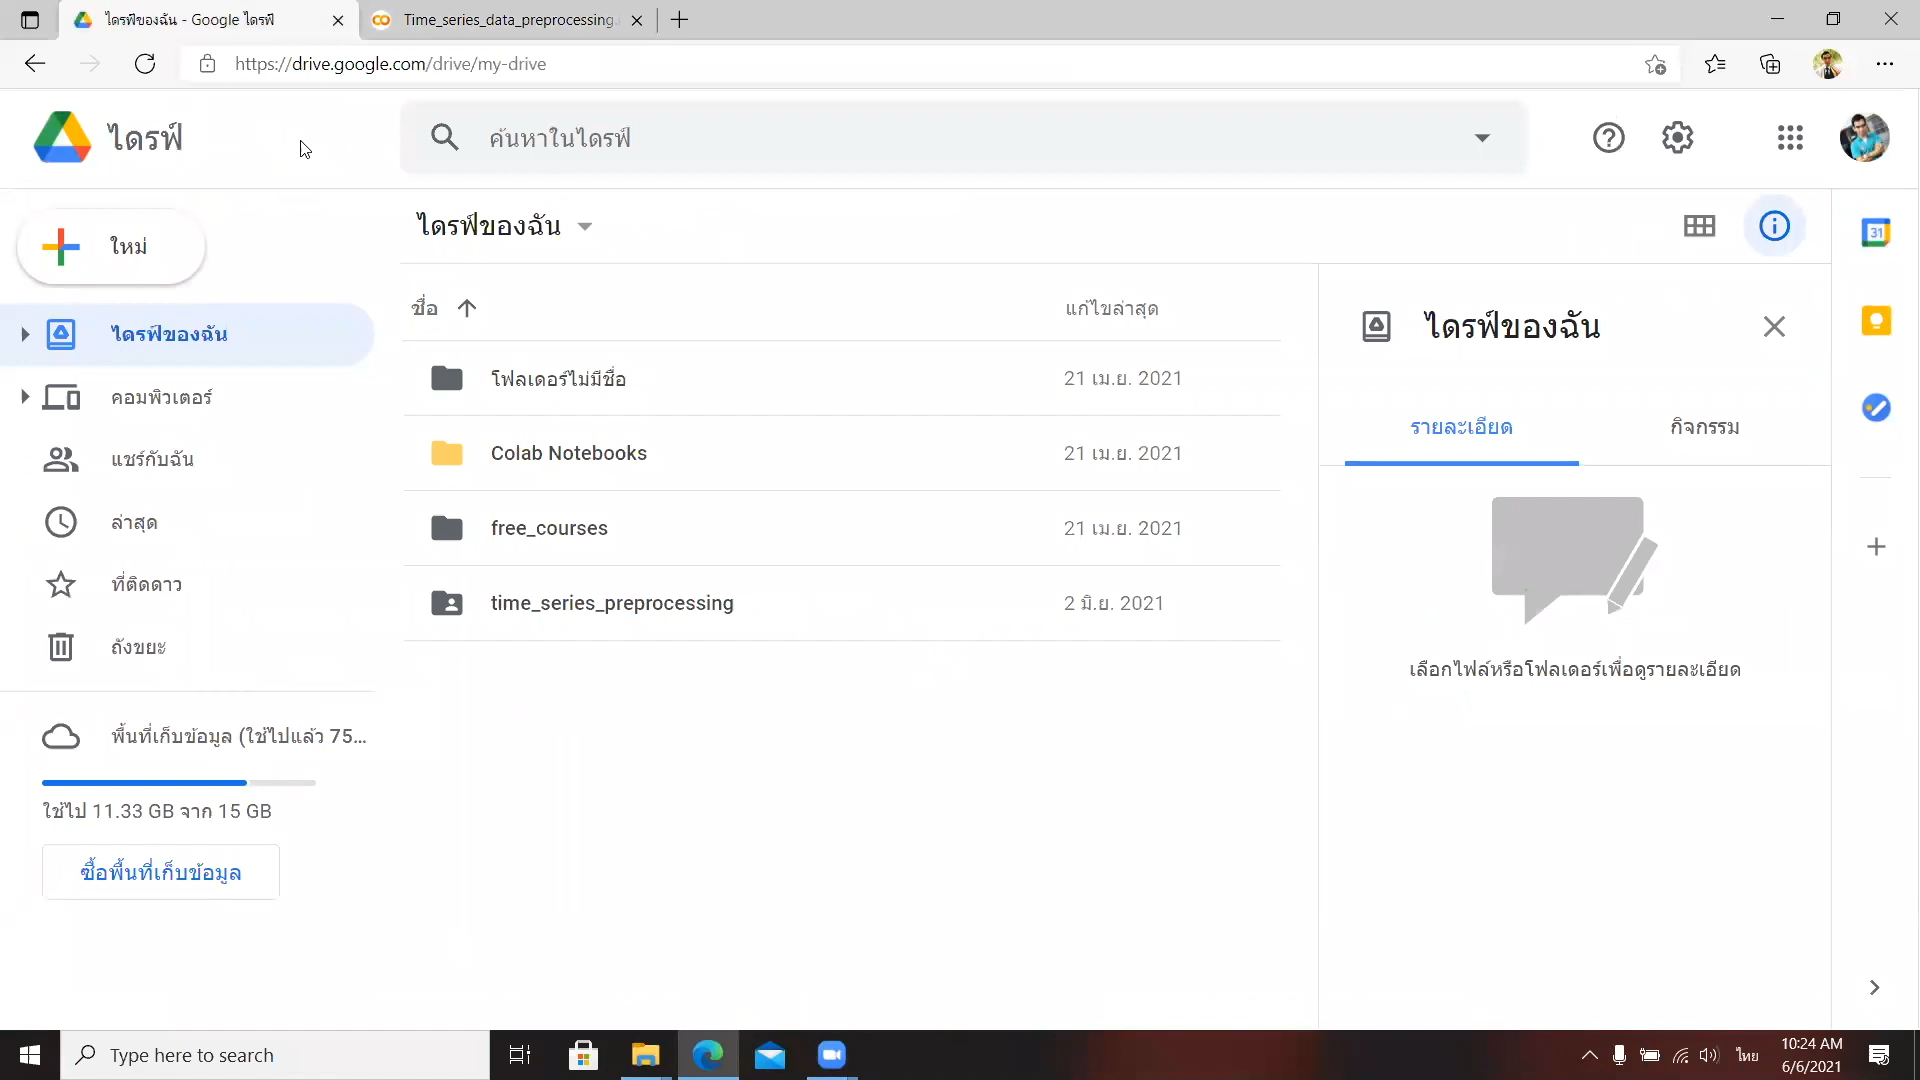 ไดรฟ์ของฉัน - Google ไดรฟ์
Time_series_data_preprocessing.
https://drive.google.com/drive/my-drive
ไดรฟ์
ค้นหาในไดรฟ์
ใหม่
ไดรฟ์ของฉัน
คอมพิวเตอร์
แชร์กับฉัน
ล่าสุด
ที่ติดดาว
ถังขยะ
พื้นที่เก็บข้อมูล (ใช้ไปแล้ว 75...
ใช้ไป 11.33 GB จาก 15 GB
ซื้อพื้นที่เก็บข้อมูล
ไดรฟ์ของฉัน
ชื่อ แก้ไขล่าสุด
โฟลเดอร์ไม่มีชื่อ 21 เม.ย. 2021
Colab Notebooks 21 เม.ย. 2021
free_courses 21 เม.ย. 2021
time_series_preprocessing 2 มิ.ย. 2021
ไดรฟ์ของฉัน
รายละเอียด กิจกรรม
เลือกไฟล์หรือโฟลเดอร์เพื่อดูรายละเอียด
31
Type here to search
ไทย
10:24 AM
6/6/2021